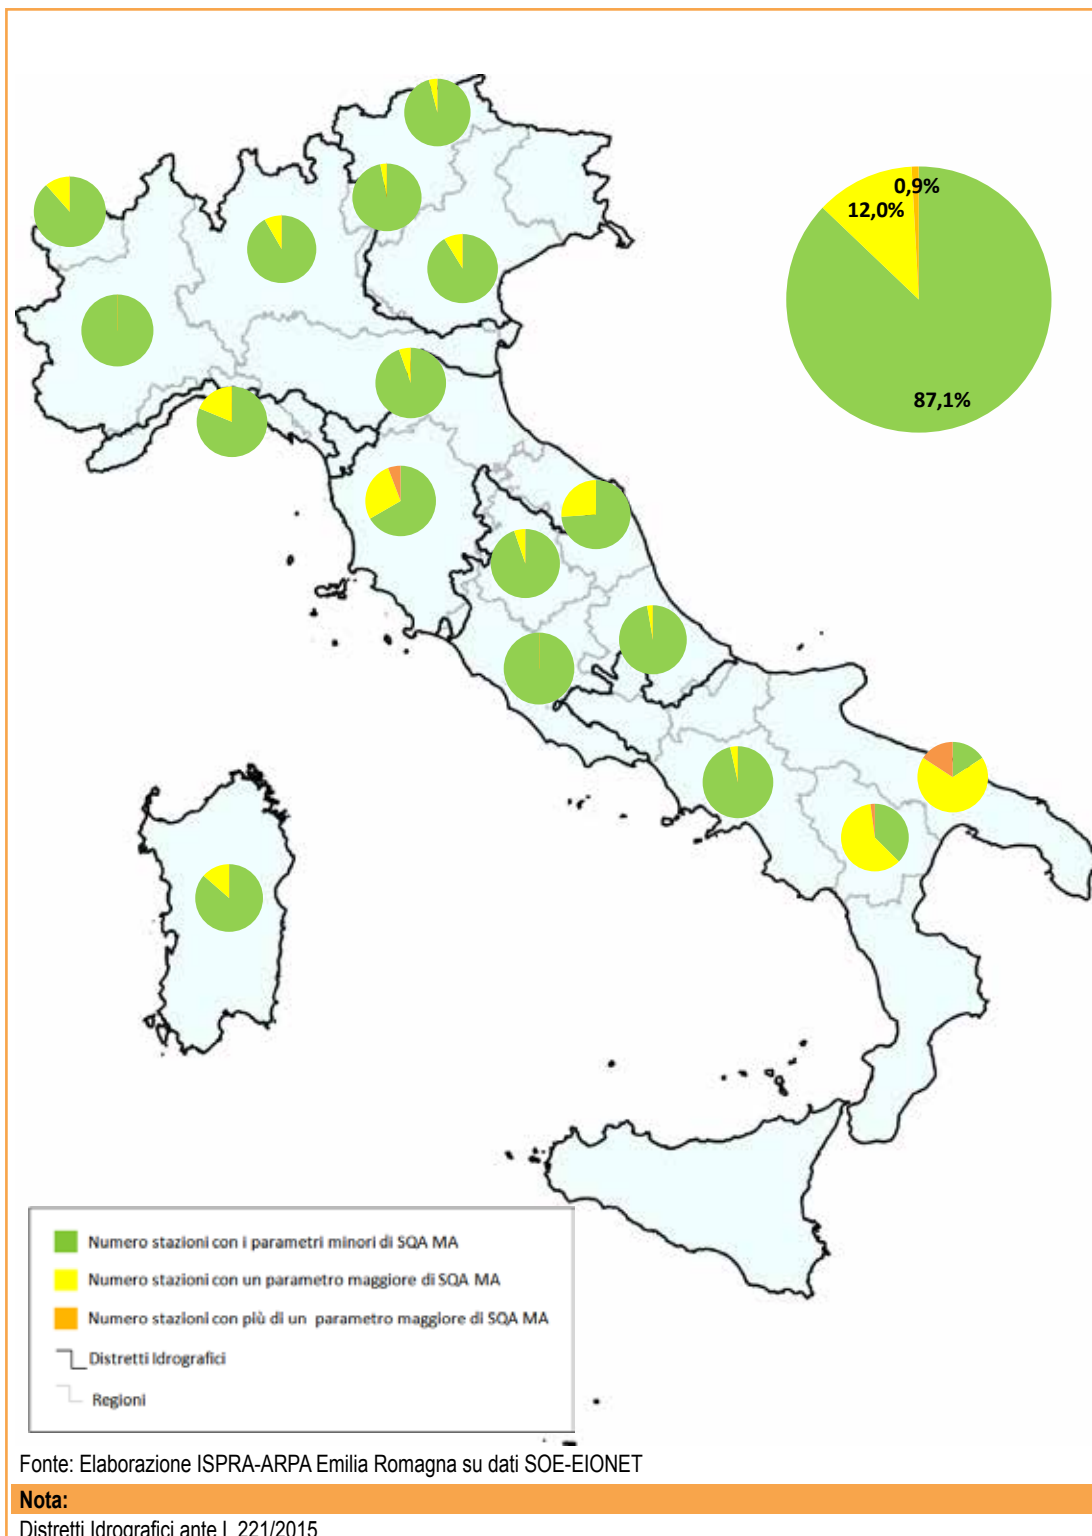 0,9%
12,0%
87,1%
Numero stazioni con i parametri minori di SQA MA
Numero stazioni con un parametro maggiore di SQA MA
Numero stazioni con più di un parametro maggiore di SQA MA
Distretti Idrografici
Regioni
Fonte: Elaborazione ISPRA-ARPA Emilia Romagna su dati SOE-EIONET
Nota:
Distretti Idrografici ante L 221/2015